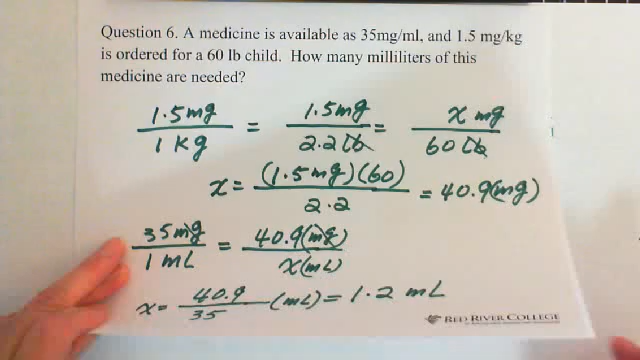 Question 6. A medicine is available as 35mg/ml, and 1.5 mg/kg
is ordered for a 60 lb child. How many milliliters of this
medicine are needed?
1.5mg / 1 kg = 1.5mg / 2.2 lb = x mg / 60 lb
x = (1.5mg)(60) / 2.2 = 40.9(mg)
35mg / 1 mL = 40.9(mg) / x(mL)
x = 40.9 / 35 (mL) = 1.2 mL
RED RIVER COLLEGE